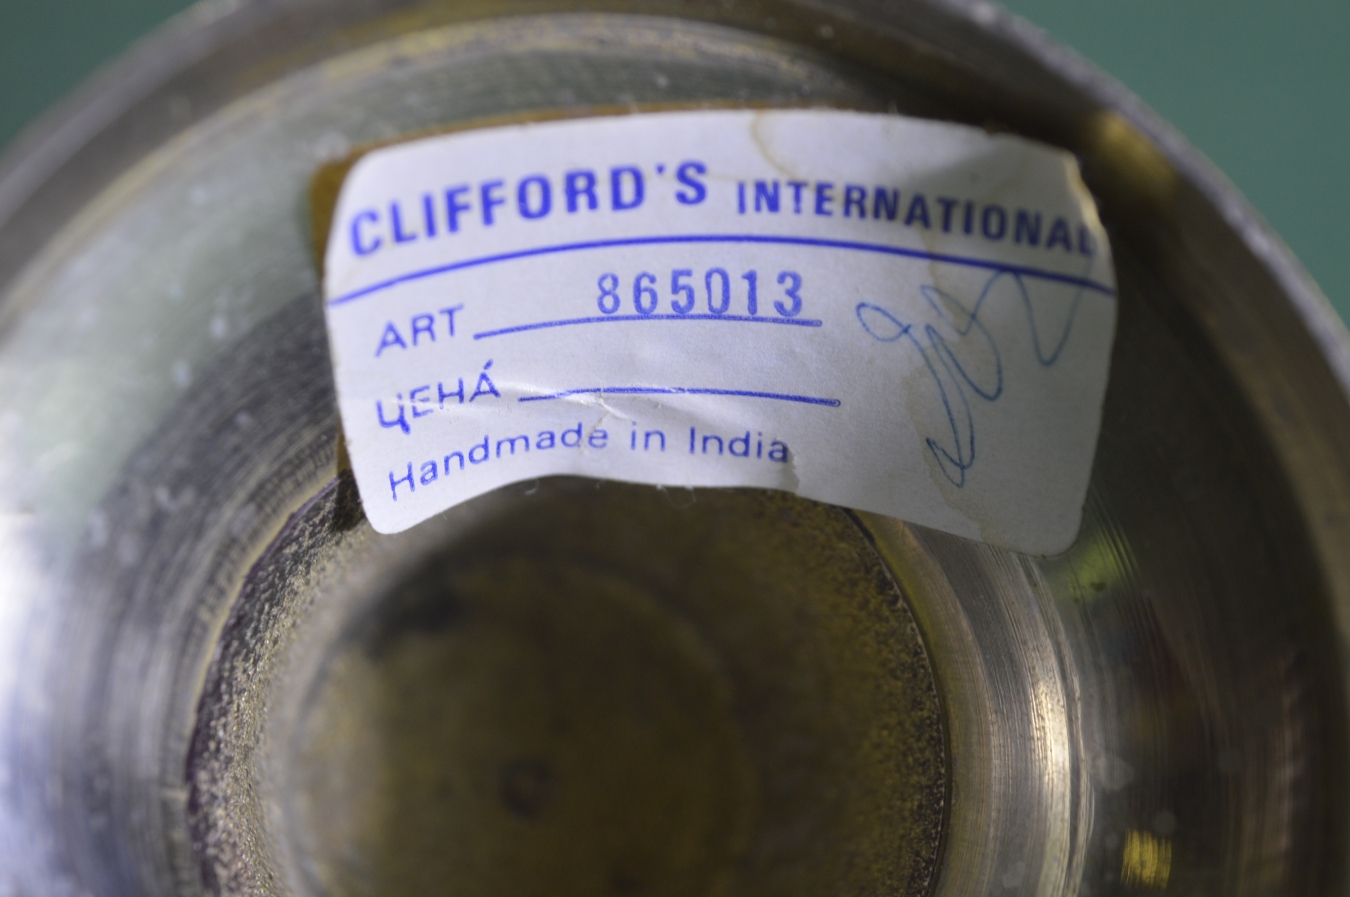 CLIFFORD'S INTERNATIONAL
ART 865013
ЦЕНА́
Handmade in India